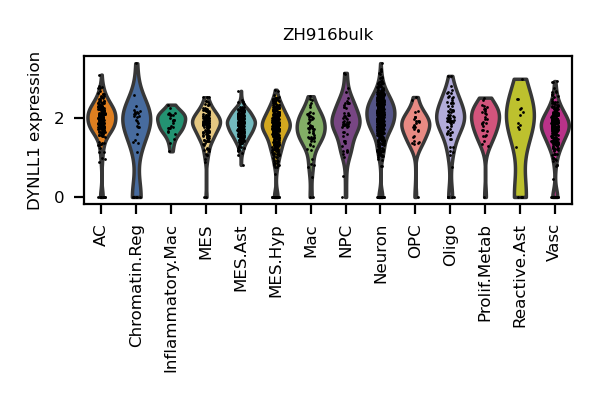 ZH916bulk
DYNLL1 expression
2
0
AC
Chromatin.Reg
Inflammatory.Mac
MES
MES.Ast
MES.Hyp
Mac
NPC
Neuron
OPC
Oligo
Prolif.Metab
Reactive.Ast
Vasc